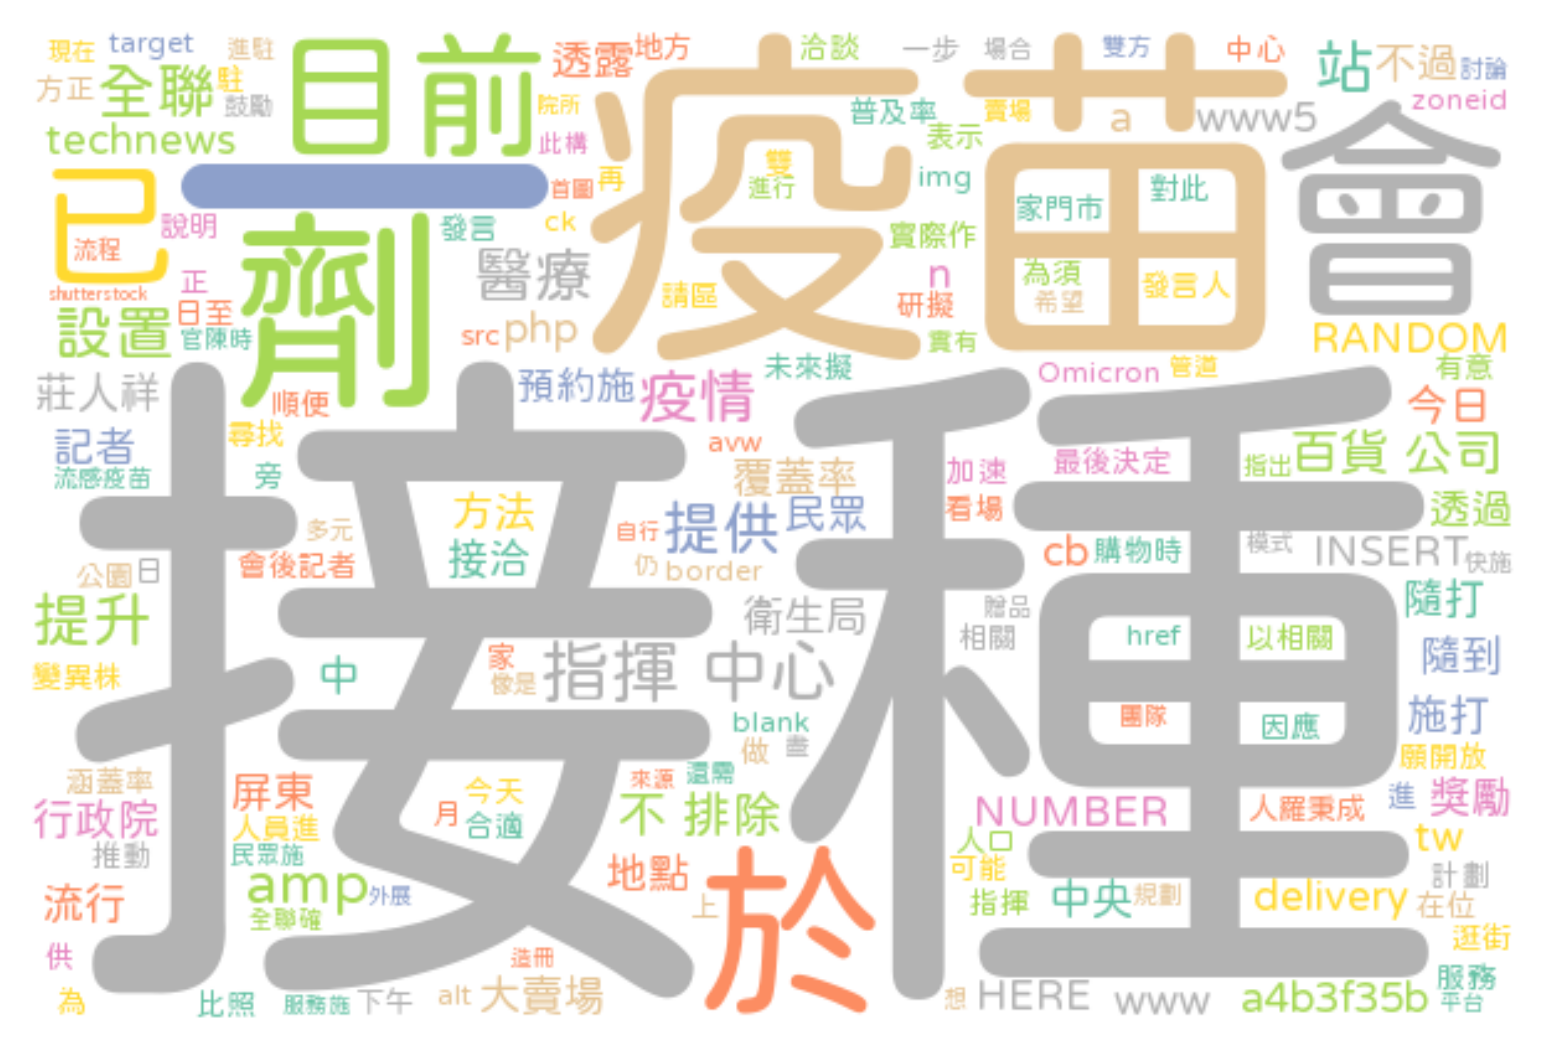 現在
target
進駐
目前
透露
地方
疫苗
洽談
一步
場合
雙方
中心
站
不過
討論
方正
全聯
駐
鼓勵
院所
普及率
賣場
a
www5
zoneid
technews
此構
表示
會
已
一
首圖
再
雙
進行
img
家門市
對此
說明
劑
發言
ck
實際作
流程
醫療
為須
正
請區
n
希望
發言人
shutterstock
日至
研擬
設置
官陳時
src
php
實有
RANDOM
莊人祥
接種
預約施
疫情
未來擬
Omicron
管道
有意
順便
今日
記者
尋找
avw
最後決定
指出
百貨 公司
流感疫苗
旁
覆蓋率
加速
方法
提供
民眾
看場
透過
多元
自行
接洽
cb
購物時
模式
INSERT
快施
公園
日
會後記者
仍
border
提升
衛生局
贈品
隨打
相關
href
以相關
變異株
中
家
像是
指揮 中心
隨到
blank
團隊
因應
施打
做
盡
願開放
涵蓋率
屏東
今天
來源
還需
行政院
人員進
月
合適
不 排除
NUMBER
人羅秉成
進
獎勵
推動
民眾施
人口
tw
可能
地點
流行
amp
外展
於
指揮
中央
規劃
delivery
計劃
在位
全聯確
上
供
造冊
逛街
為
比照
服務施
下午
alt
大賣場
想
HERE
www
a4b3f35b
服務
平台